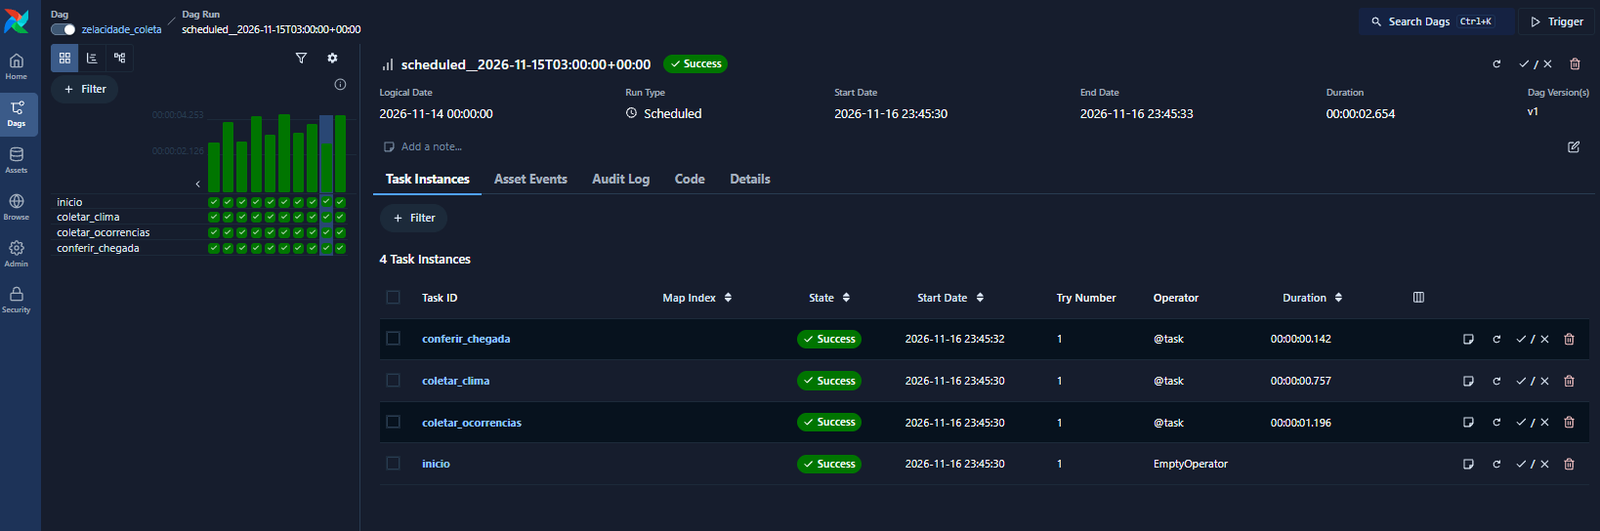 Dag
zelacidade_coleta
/
Dag Run
scheduled__2026-11-15T03:00:00+00:00
Search Dags Ctrl+K
Trigger
Home
Dags
Assets
Browse
Admin
Security
+ Filter
00:00:04.253
00:00:02.126
inicio
coletar_clima
coletar_ocorrencias
conferir_chegada
scheduled__2026-11-15T03:00:00+00:00 Success
Logical Date
2026-11-14 00:00:00
Run Type
Scheduled
Start Date
2026-11-16 23:45:30
End Date
2026-11-16 23:45:33
Duration
00:00:02.654
Dag Version(s)
v1
Add a note...
Task Instances Asset Events Audit Log Code Details
+ Filter
4 Task Instances
Task ID Map Index State Start Date Try Number Operator Duration
conferir_chegada Success 2026-11-16 23:45:32 1 @task 00:00:00.142
coletar_clima Success 2026-11-16 23:45:30 1 @task 00:00:00.757
coletar_ocorrencias Success 2026-11-16 23:45:30 1 @task 00:00:01.196
inicio Success 2026-11-16 23:45:30 1 EmptyOperator